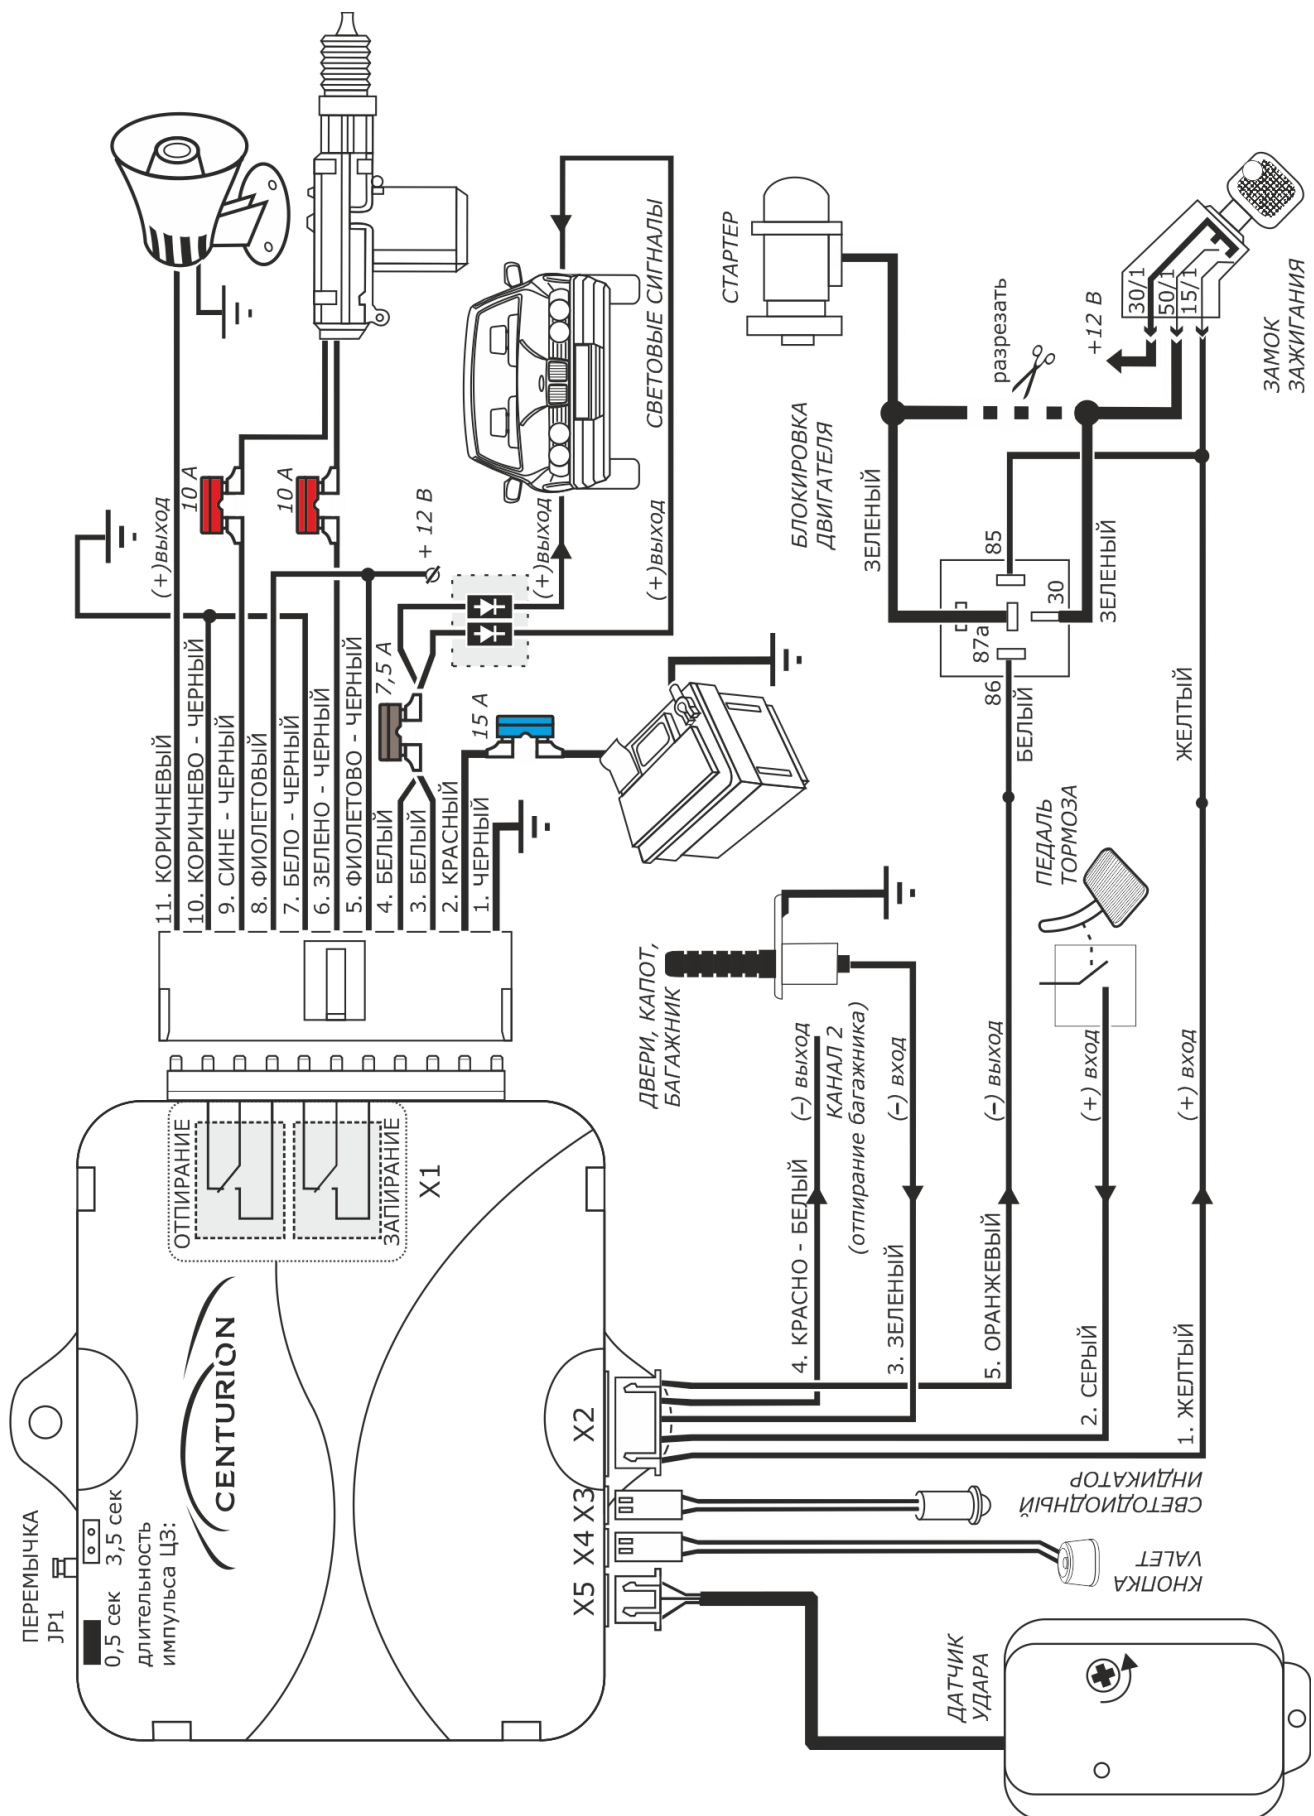 ПЕРЕМЫЧКА
JP1
0,5 сек
3,5 сек
длительность
импульса ЦЗ:
CENTURION
ОТПИРАНИЕ
ЗАПИРАНИЕ
X1
X2
X3
X4
X5
11. КОРИЧНЕВЫЙ
(+)выход
10. КОРИЧНЕВО - ЧЕРНЫЙ
9. СИНЕ - ЧЕРНЫЙ
10 А
8. ФИОЛЕТОВЫЙ
7. БЕЛО - ЧЕРНЫЙ
6. ЗЕЛЕНО - ЧЕРНЫЙ
10 А
5. ФИОЛЕТОВО - ЧЕРНЫЙ
+ 12 В
4. БЕЛЫЙ
7,5 А
3. БЕЛЫЙ
2. КРАСНЫЙ
15 А
1. ЧЕРНЫЙ
(+)выход
(+)выход
СВЕТОВЫЕ СИГНАЛЫ
ДВЕРИ, КАПОТ,
БАГАЖНИК
4. КРАСНО - БЕЛЫЙ
(–) выход
КАНАЛ 2
(отпирание багажника)
3. ЗЕЛЕНЫЙ
(–) вход
5. ОРАНЖЕВЫЙ
(–) выход
БЕЛЫЙ
2. СЕРЫЙ
(+) вход
ПЕДАЛЬ
ТОРМОЗА
1. ЖЕЛТЫЙ
(+) вход
ЖЕЛТЫЙ
СТАРТЕР
БЛОКИРОВКА
ДВИГАТЕЛЯ
ЗЕЛЕНЫЙ
ЗЕЛЕНЫЙ
86
87а
85
30
разрезать
+12 В
30/1
50/1
15/1
ЗАМОК
ЗАЖИГАНИЯ
СВЕТОДИОДНЫЙ
ИНДИКАТОР
КНОПКА
VALET
ДАТЧИК
УДАРА